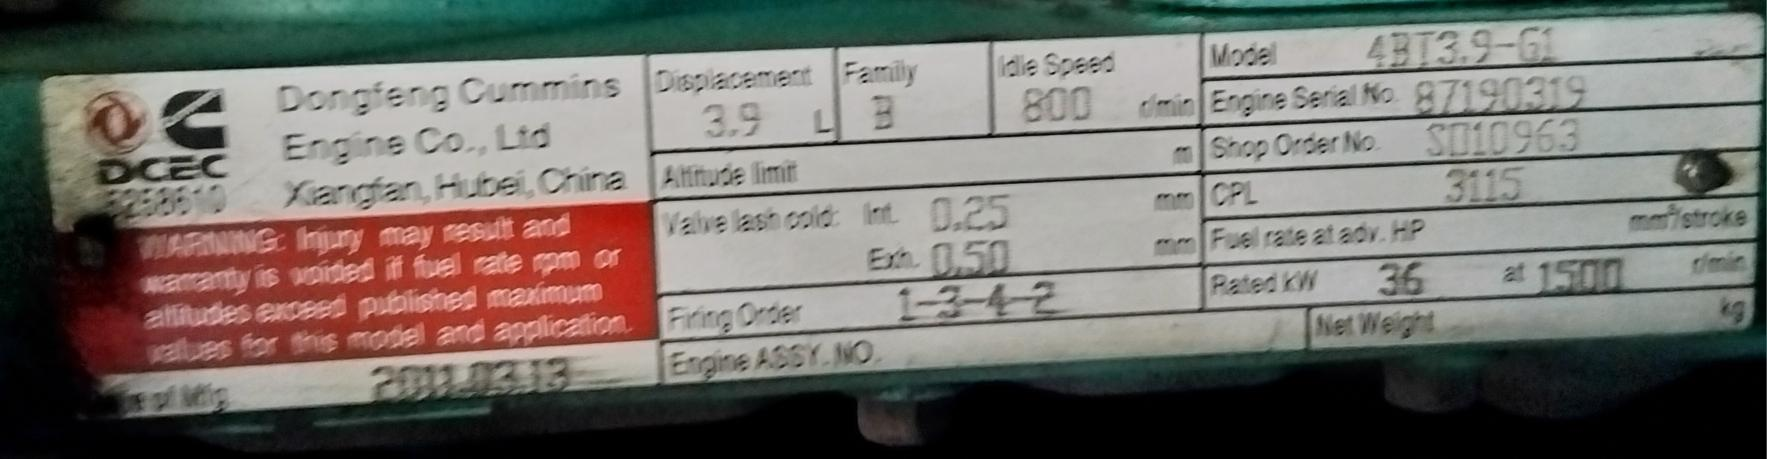 DCEC
Dongfeng Cummins
Engine Co., Ltd
Xiangfan, Hubei, China
WARNING: Injury may result and
warranty is voided if fuel rate rpm or
altitudes exceed published maximum
values for this model and application.
of Mfg 2011.03.13
Displacement 3.9 L
Family B
Idle Speed 800 r/min
Altitude limit m
Valve lash cold: Int. 0.25 mm
Exh. 0.50 mm
Firing Order 1-3-4-2
Engine ASSY. NO.
Model 4BT3.9-G1
Engine Serial No. 87190319
Shop Order No. SO10963
CPL 3115
Fuel rate at adv. HP mm³/stroke
Rated kW 36 at 1500 r/min
Net Weight kg